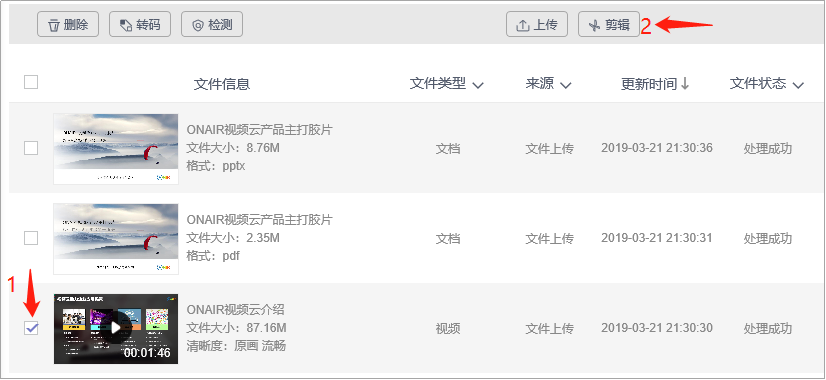 删除 转码 检测 上传 剪辑 2
文件信息 文件类型 来源 更新时间 文件状态
ONAIR视频云产品主打胶片
文件大小：8.76M 文档 文件上传 2019-03-21 21:30:36 处理成功
格式：pptx
ONAIR视频云产品主打胶片
文件大小：2.35M 文档 文件上传 2019-03-21 21:30:31 处理成功
格式：pdf
1
ONAIR视频云介绍
文件大小：87.16M 视频 文件上传 2019-03-21 21:30:30 处理成功
清晰度：原画 流畅
00:01:46